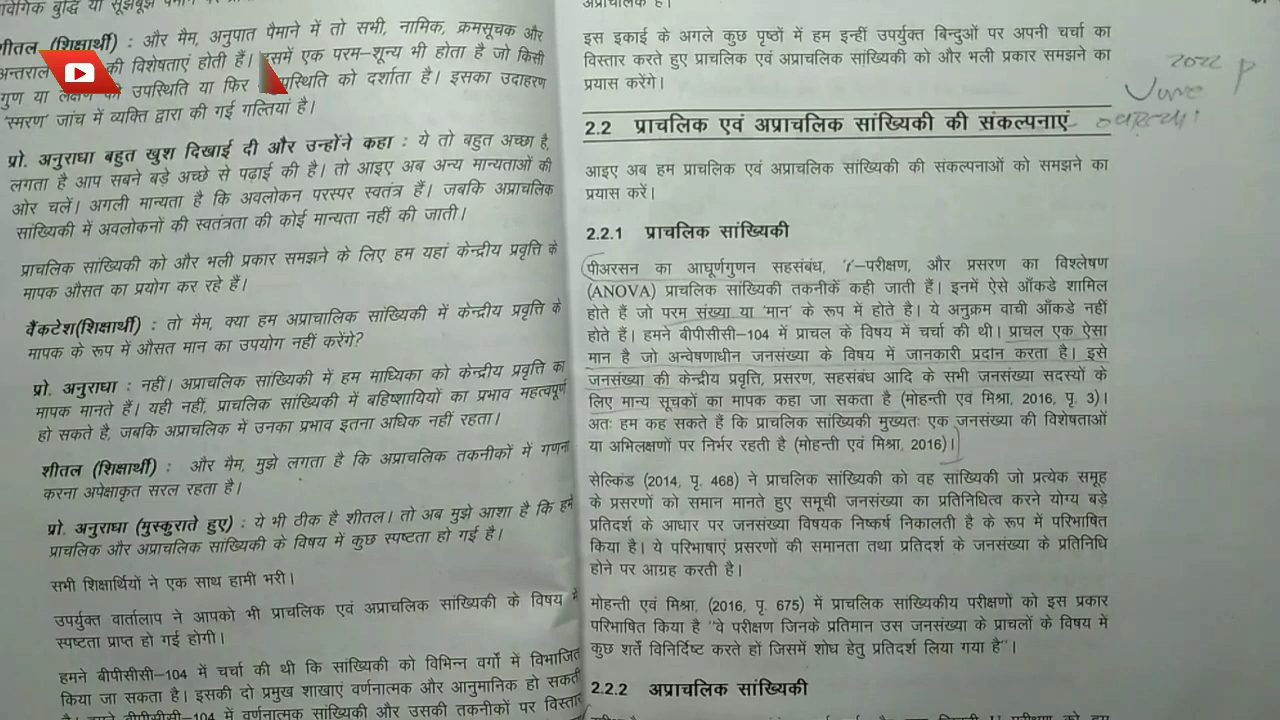 शीतल (शिक्षार्थी) : और मैम, अनुपात पैमाने में तो सभी, नामिक, क्रमसूचक और
अन्तराल की विशेषताएं होती हैं। इसमें एक परम–शून्य भी होता है जो किसी
गुण या लक्षण की उपस्थिति या फिर को दर्शाता है। इसका उदाहरण
'स्मरण' जांच में व्यक्ति द्वारा की गई गल्तियां है।
प्रो. अनुराधा बहुत खुश दिखाई दी और उन्होंने कहा : ये तो बहुत अच्छा है,
लगता है आप सबने बड़े अच्छे से पढ़ाई की है। तो आइए अब अन्य मान्यताओं की
ओर चलें। अगली मान्यता है कि अवलोकन परस्पर स्वतंत्र हैं। जबकि अप्राचलिक
सांख्यिकी में अवलोकनों की स्वतंत्रता की कोई मान्यता नहीं की जाती।
प्राचलिक सांख्यिकी को और भली प्रकार समझने के लिए हम यहां केन्द्रीय प्रवृत्ति के
मापक औसत का प्रयोग कर रहे हैं।
वैंकटेश(शिक्षार्थी) : तो मैम, क्या हम अप्राचालिक सांख्यिकी में केन्द्रीय प्रवृत्ति के
मापक के रूप में औसत मान का उपयोग नहीं करेंगे?
प्रो. अनुराधा : नहीं। अप्राचलिक सांख्यिकी में हम माध्यिका को केन्द्रीय प्रवृत्ति का
मापक मानते हैं। यही नहीं, प्राचलिक सांख्यिकी में बहिष्शायियों का प्रभाव महत्वपूर्ण
हो सकते है, जबकि अप्राचलिक में उनका प्रभाव इतना अधिक नहीं रहता।
शीतल (शिक्षार्थी) : और मैम, मुझे लगता है कि अप्राचलिक तकनीकों में गणना
करना अपेक्षाकृत सरल रहता है।
प्रो. अनुराधा (मुस्कुराते हुए) : ये भी ठीक है शीतल। तो अब मुझे आशा है कि हमें
प्राचलिक और अप्राचलिक सांख्यिकी के विषय में कुछ स्पष्टता हो गई है।
सभी शिक्षार्थियों ने एक साथ हामी भरी।
उपर्युक्त वार्तालाप ने आपको भी प्राचलिक एवं अप्राचलिक सांख्यिकी के विषय में
स्पष्टता प्राप्त हो गई होगी।
हमने बीपीसीसी–104 में चर्चा की थी कि सांख्यिकी को विभिन्न वर्गों में विभाजित
किया जा सकता है। इसकी दो प्रमुख शाखाएं वर्णनात्मक और आनुमानिक हो सकती
बीपीसीसी–104 में वर्णनात्मक सांख्यिकी और उसकी तकनीकों पर विस्तार
अप्राचलिक है।
इस इकाई के अगले कुछ पृष्ठों में हम इन्हीं उपर्युक्त बिन्दुओं पर अपनी चर्चा का
विस्तार करते हुए प्राचलिक एवं अप्राचलिक सांख्यिकी को और भली प्रकार समझने का
प्रयास करेंगे।
2022
June
2.2 प्राचलिक एवं अप्राचलिक सांख्यिकी की संकल्पनाएं
आइए अब हम प्राचलिक एवं अप्राचलिक सांख्यिकी की संकल्पनाओं को समझने का
प्रयास करें।
2.2.1 प्राचलिक सांख्यिकी
पीअरसन का आघूर्णगुणन सहसंबंध, 't'–परीक्षण, और प्रसरण का विश्लेषण
(ANOVA) प्राचलिक सांख्यिकी तकनीकें कही जाती हैं। इनमें ऐसे आँकडे शामिल
होते हैं जो परम संख्या या 'मान' के रूप में होते है। ये अनुक्रम वाची आँकडे नहीं
होते हैं। हमने बीपीसीसी–104 में प्राचल के विषय में चर्चा की थी। प्राचल एक ऐसा
मान है जो अन्वेषणाधीन जनसंख्या के विषय में जानकारी प्रदान करता है। इसे
जनसंख्या की केन्द्रीय प्रवृत्ति, प्रसरण, सहसंबंध आदि के सभी जनसंख्या सदस्यों के
लिए मान्य सूचकों का मापक कहा जा सकता है (मोहन्ती एवं मिश्रा, 2016, पृ. 3)।
अतः हम कह सकते हैं कि प्राचलिक सांख्यिकी मुख्यतः एक जनसंख्या की विशेषताओं
या अभिलक्षणों पर निर्भर रहती है (मोहन्ती एवं मिश्रा, 2016)।
सेल्किंड (2014, पृ. 468) ने प्राचलिक सांख्यिकी को वह सांख्यिकी जो प्रत्येक समूह
के प्रसरणों को समान मानते हुए समूची जनसंख्या का प्रतिनिधित्व करने योग्य बड़े
प्रतिदर्श के आधार पर जनसंख्या विषयक निष्कर्ष निकालती है के रूप में परिभाषित
किया है। ये परिभाषाएं प्रसरणों की समानता तथा प्रतिदर्श के जनसंख्या के प्रतिनिधि
होने पर आग्रह करती है।
मोहन्ती एवं मिश्रा, (2016, पृ. 675) में प्राचलिक सांख्यिकीय परीक्षणों को इस प्रकार
परिभाषित किया है "वे परीक्षण जिनके प्रतिमान उस जनसंख्या के प्राचलों के विषय में
कुछ शर्ते विनिर्दिष्ट करते हों जिसमें शोध हेतु प्रतिदर्श लिया गया है"।
2.2.2 अप्राचलिक सांख्यिकी